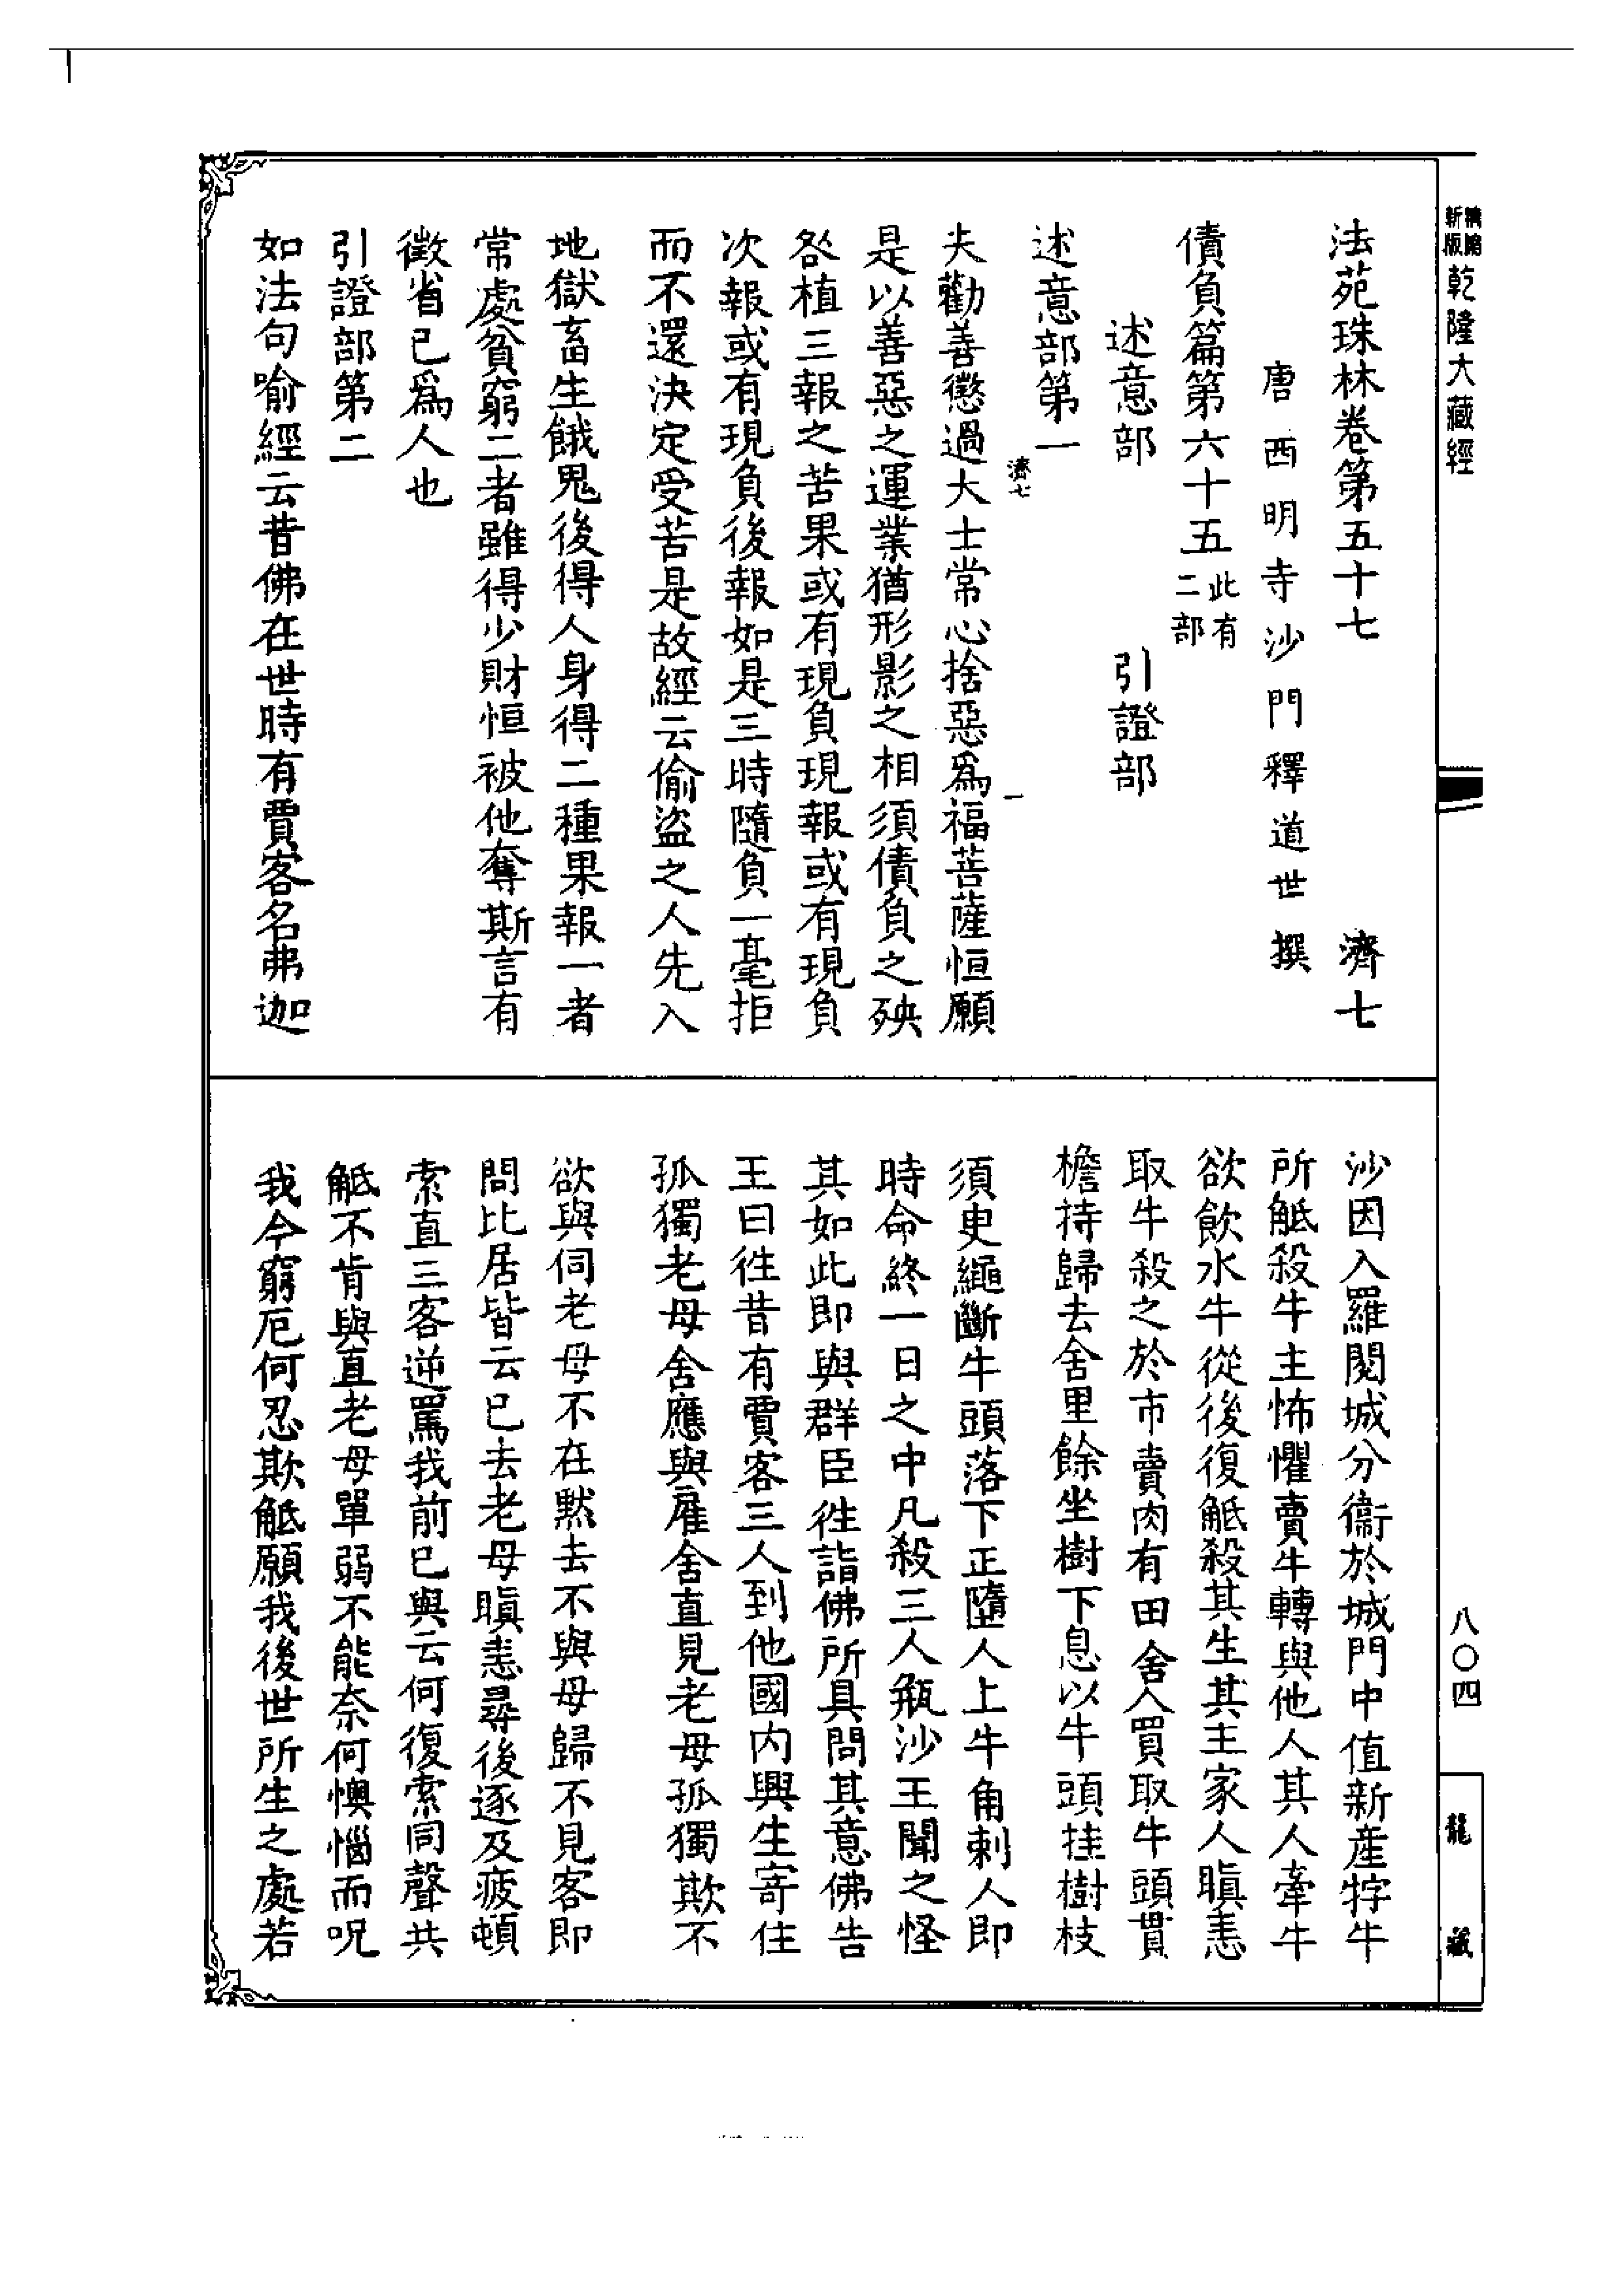 乾隆大藏經
法苑珠林卷第五十七 濟七
唐西明寺沙門釋道世撰
債負篇第六十五 此有二部
述意部 引證部
述意部第一
濟七 一
夫勸善懲過大士常心捨惡爲福菩薩恒願
是以善惡之運業猶形影之相須債負之殃
咎植三報之苦果或有現負現報或有現負
次報或有現負後報如是三時隨負一毫拒
而不還決定受苦是故經云偷盜之人先入
地獄畜生餓鬼後得人身得二種果報一者
常處貧窮二者雖得少財恒被他奪斯言有
徵省已爲人也
引證部第二
如法句喻經云昔佛在世時有賈客名弗迦
沙因入羅閱城分衞於城門中值新產牸牛
所觝殺牛主怖懼賣牛轉與他人其人牽牛
欲飲水牛從後復觝殺其生其主家人瞋恚
取牛殺之於市賣肉有田舍人買取牛頭貫
檐持歸去舍里餘坐樹下息以牛頭挂樹枝
須臾繩斷牛頭落下正墮人上牛角刺人即
時命終一日之中凡殺三人瓶沙王聞之怪
其如此即與群臣往詣佛所具問其意佛告
王曰往昔有賈客三人到他國內興生寄住
孤獨老母舍應與雇舍直見老母孤獨欺不
欲與伺老母不在默去不與母歸不見客即
問比居皆云已去老母瞋恚尋後逐及疲頓
索直三客逆罵我前已與云何復索同聲共
觝不肯與直老母單弱不能奈何懊惱而呪
我今窮厄何忍欺觝願我後世所生之處若
八〇四
龍藏